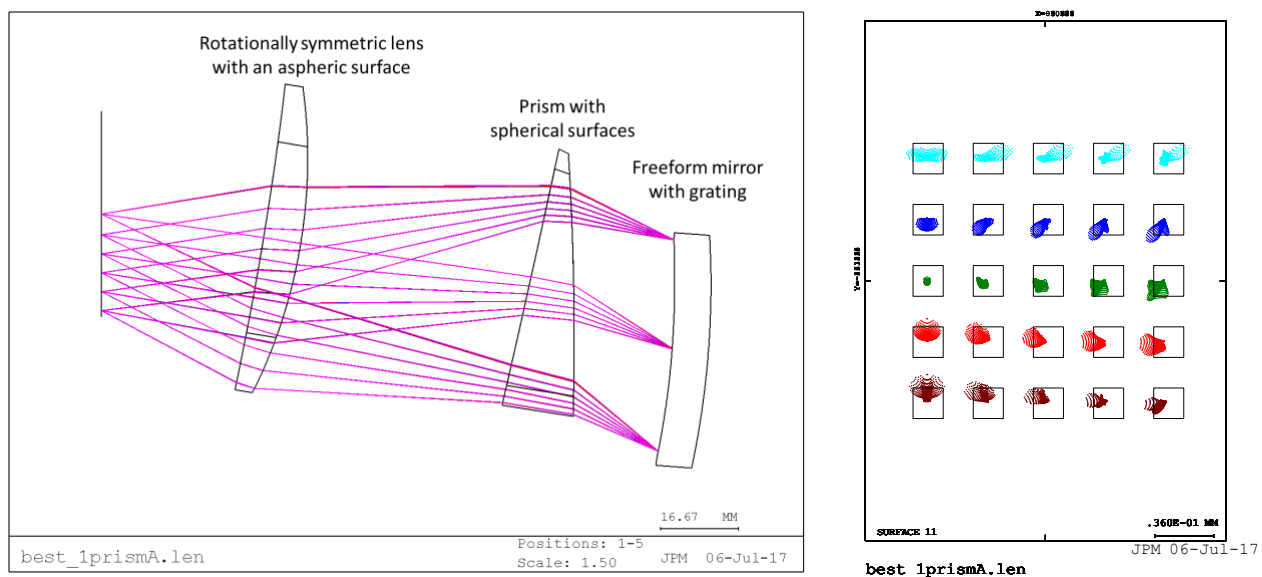 Rotationally symmetric lens
with an aspheric surface
Prism with
spherical surfaces
Freeform mirror
with grating
16.67 MM
best_1prismA.len
Positions: 1-5
Scale: 1.50
JPM 06-Jul-17
SURFACE 11
.360E-01 MM
JPM 06-Jul-17
best 1prismA.len